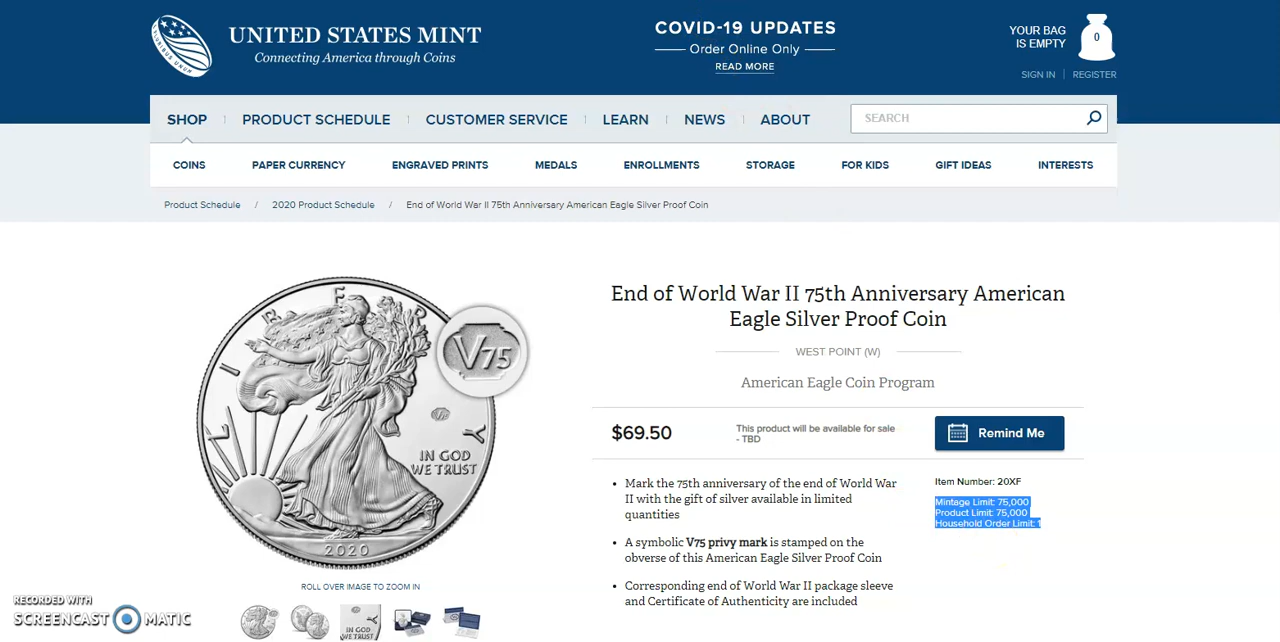 UNITED STATES MINT
Connecting America through Coins
COVID-19 UPDATES
Order Online Only
READ MORE
YOUR BAG
IS EMPTY
0
SIGN IN | REGISTER
SHOP
PRODUCT SCHEDULE
CUSTOMER SERVICE
LEARN
NEWS
ABOUT
SEARCH
COINS
PAPER CURRENCY
ENGRAVED PRINTS
MEDALS
ENROLLMENTS
STORAGE
FOR KIDS
GIFT IDEAS
INTERESTS
Product Schedule / 2020 Product Schedule / End of World War II 75th Anniversary American Eagle Silver Proof Coin
LIBERTY
V75
IN GOD
WE TRUST
2020
ROLL OVER IMAGE TO ZOOM IN
IN GOD
WE TRUST
End of World War II 75th Anniversary American
Eagle Silver Proof Coin
WEST POINT (W)
American Eagle Coin Program
$69.50
This product will be available for sale
- TBD
Remind Me
• Mark the 75th anniversary of the end of World War
II with the gift of silver available in limited
quantities
• A symbolic V75 privy mark is stamped on the
obverse of this American Eagle Silver Proof Coin
• Corresponding end of World War II package sleeve
and Certificate of Authenticity are included
Item Number: 20XF
Mintage Limit: 75,000
Product Limit: 75,000
Household Order Limit: 1
RECORDED WITH
SCREENCAST MATIC